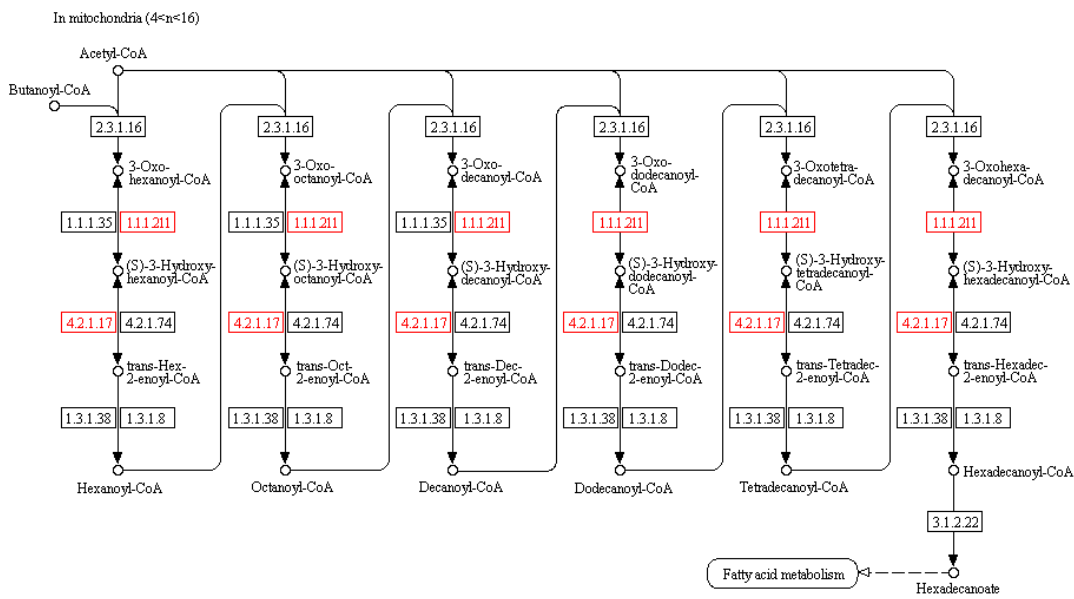 In mitochondria (4<n<16)
Acetyl-CoA
Butanoyl-CoA
2.3.1.16
2.3.1.16
2.3.1.16
2.3.1.16
2.3.1.16
2.3.1.16
3-Oxo-
hexanoyl-CoA
3-Oxo-
octanoyl-CoA
3-Oxo-
decanoyl-CoA
3-Oxo-
dodecanoyl-
CoA
3-Oxotetra-
decanoyl-CoA
3-Oxohexa-
decanoyl-CoA
1.1.1.35 1.1.1.211
1.1.1.35 1.1.1.211
1.1.1.35 1.1.1.211
1.1.1.211
1.1.1.211
1.1.1.211
(S)-3-Hydroxy-
hexanoyl-CoA
(S)-3-Hydroxy-
octanoyl-CoA
(S)-3-Hydroxy-
decanoyl-CoA
(S)-3-Hydroxy-
dodecanoyl-
CoA
(S)-3-Hydroxy-
tetradecanoyl-
CoA
(S)-3-Hydroxy-
hexadecanoyl-CoA
4.2.1.17 4.2.1.74
4.2.1.17 4.2.1.74
4.2.1.17 4.2.1.74
4.2.1.17 4.2.1.74
4.2.1.17 4.2.1.74
4.2.1.17 4.2.1.74
trans-Hex-
2-enoyl-CoA
trans-Oct-
2-enoyl-CoA
trans-Dec-
2-enoyl-CoA
trans-Dodec-
2-enoyl-CoA
trans-Tetradec-
2-enoyl-CoA
trans-Hexadec-
2-enoyl-CoA
1.3.1.38 1.3.1.8
1.3.1.38 1.3.1.8
1.3.1.38 1.3.1.8
1.3.1.38 1.3.1.8
1.3.1.38 1.3.1.8
1.3.1.38 1.3.1.8
Hexanoyl-CoA
Octanoyl-CoA
Decanoyl-CoA
Dodecanoyl-CoA
Tetradecanoyl-CoA
Hexadecanoyl-CoA
3.1.2.22
Fatty acid metabolism
Hexadecanoate